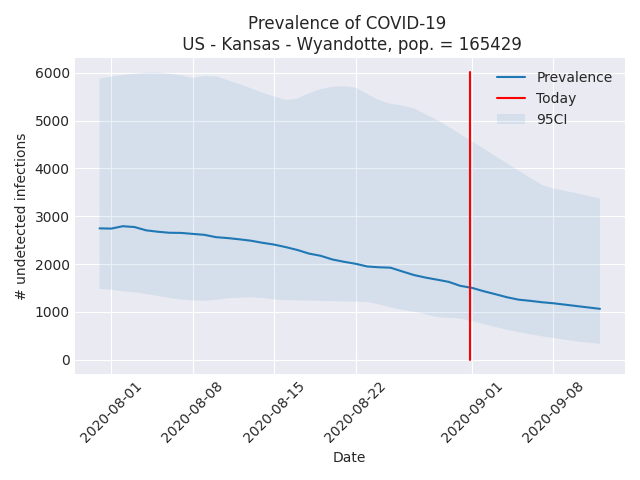 Prevalence of COVID-19
US - Kansas - Wyandotte, pop. = 165429
6000
5000
4000
3000
2000
1000
0
# undetected infections
Prevalence
Today
95CI
2020-08-01
2020-08-08
2020-08-15
2020-08-22
2020-09-01
2020-09-08
Date